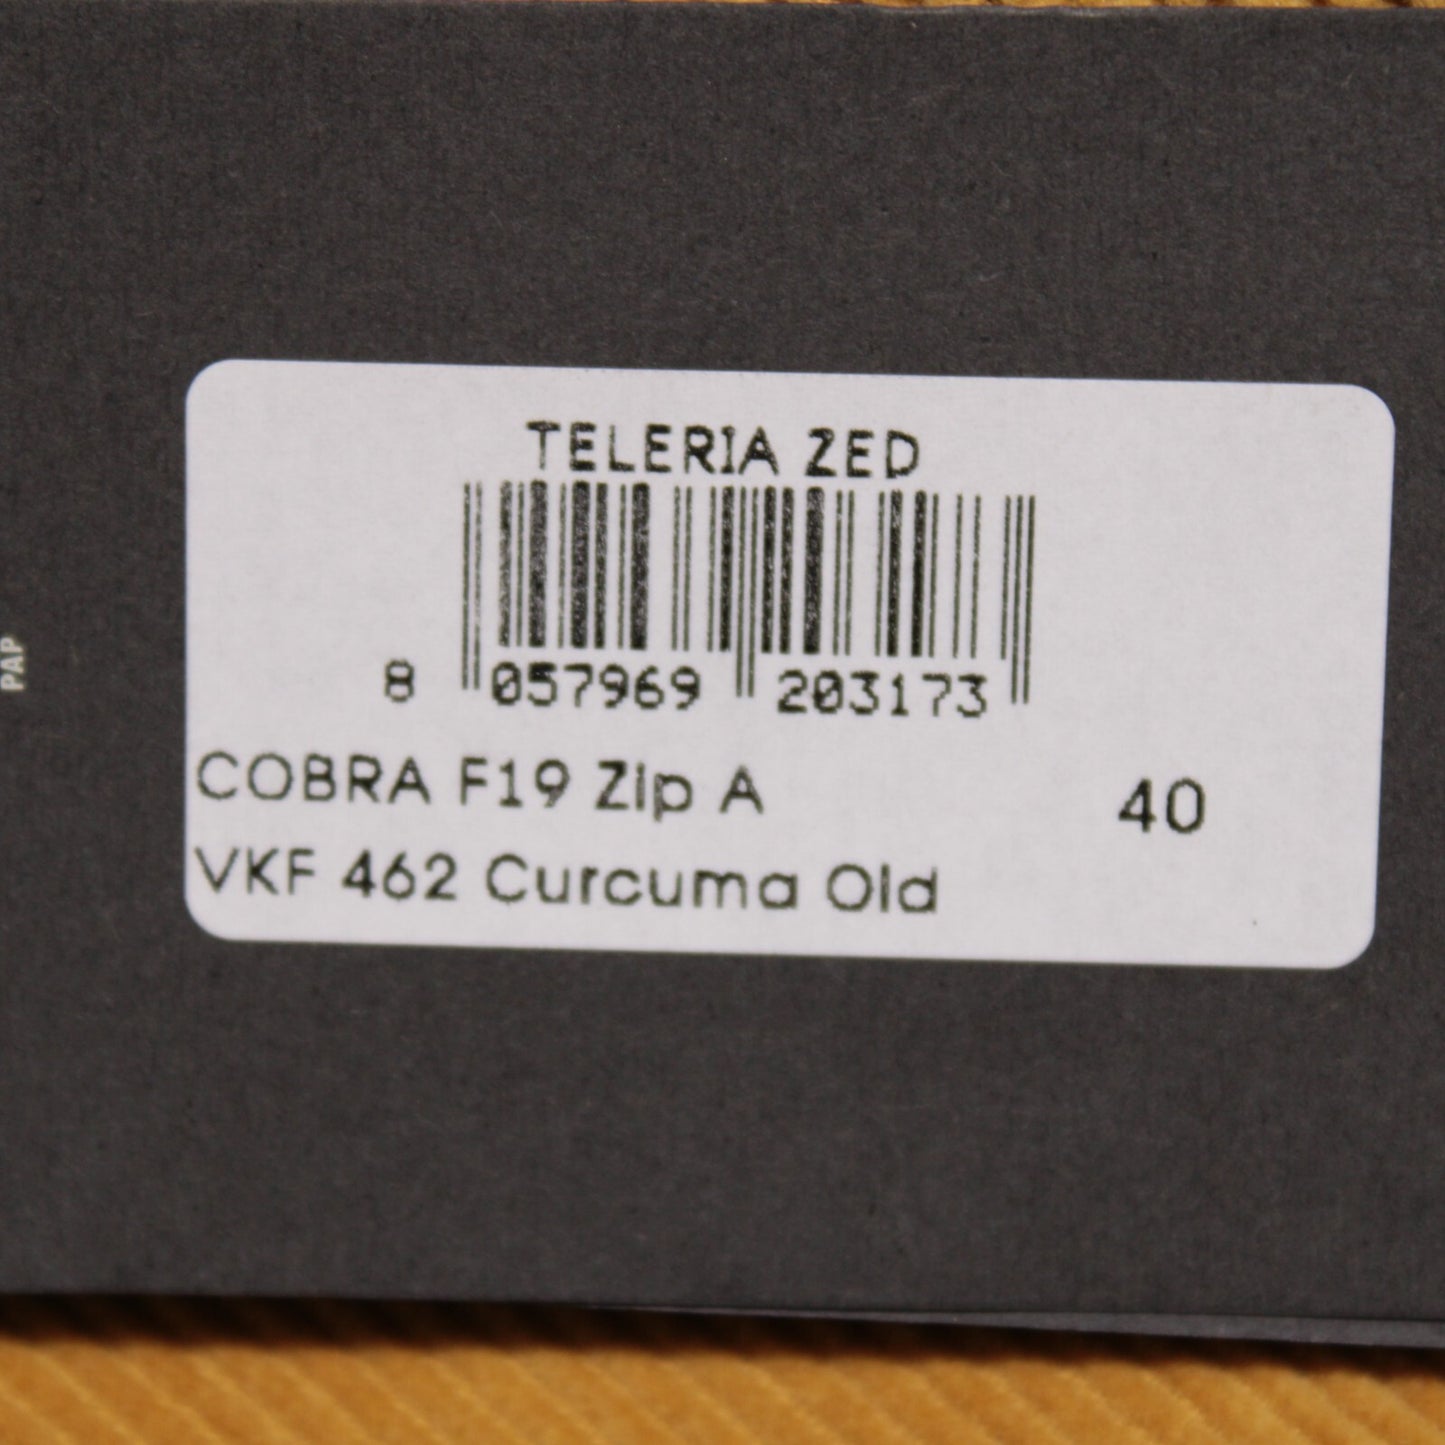 TELERIA ZED
8 057969 203173
COBRA F19 Zip A 40
VKF 462 Curcuma Old
PAP